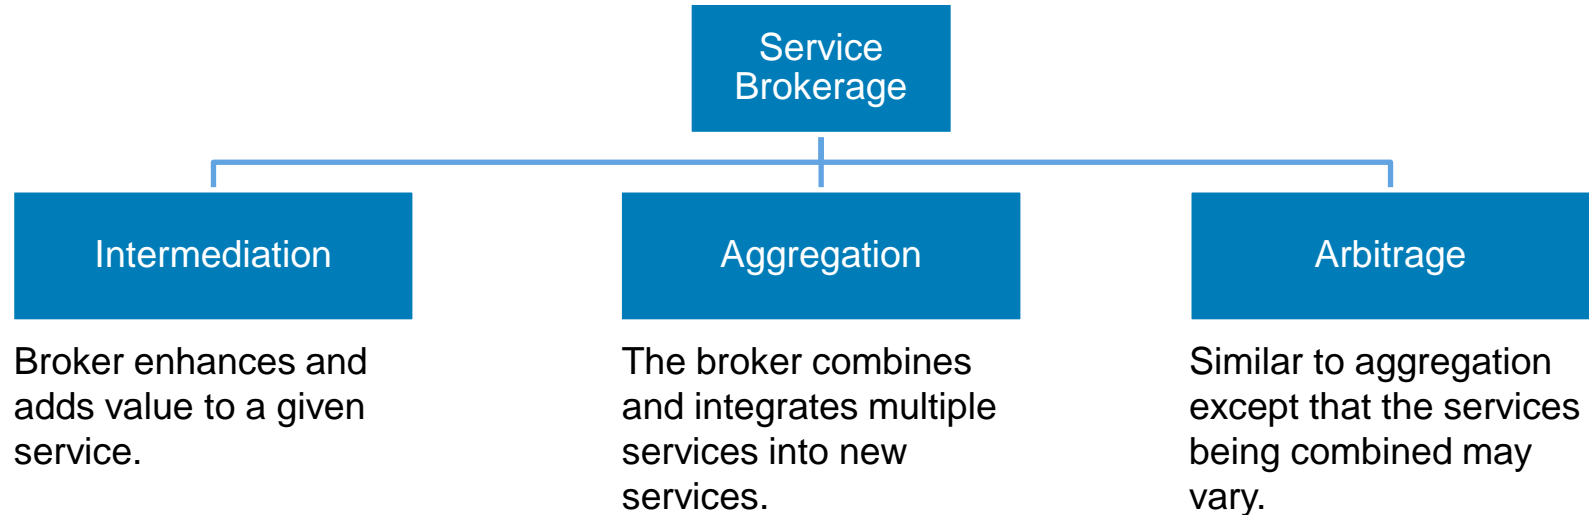 Service
Brokerage
Intermediation
Aggregation
Arbitrage
Broker enhances and
adds value to a given
service.
The broker combines
and integrates multiple
services into new
services.
Similar to aggregation
except that the services
being combined may
vary.